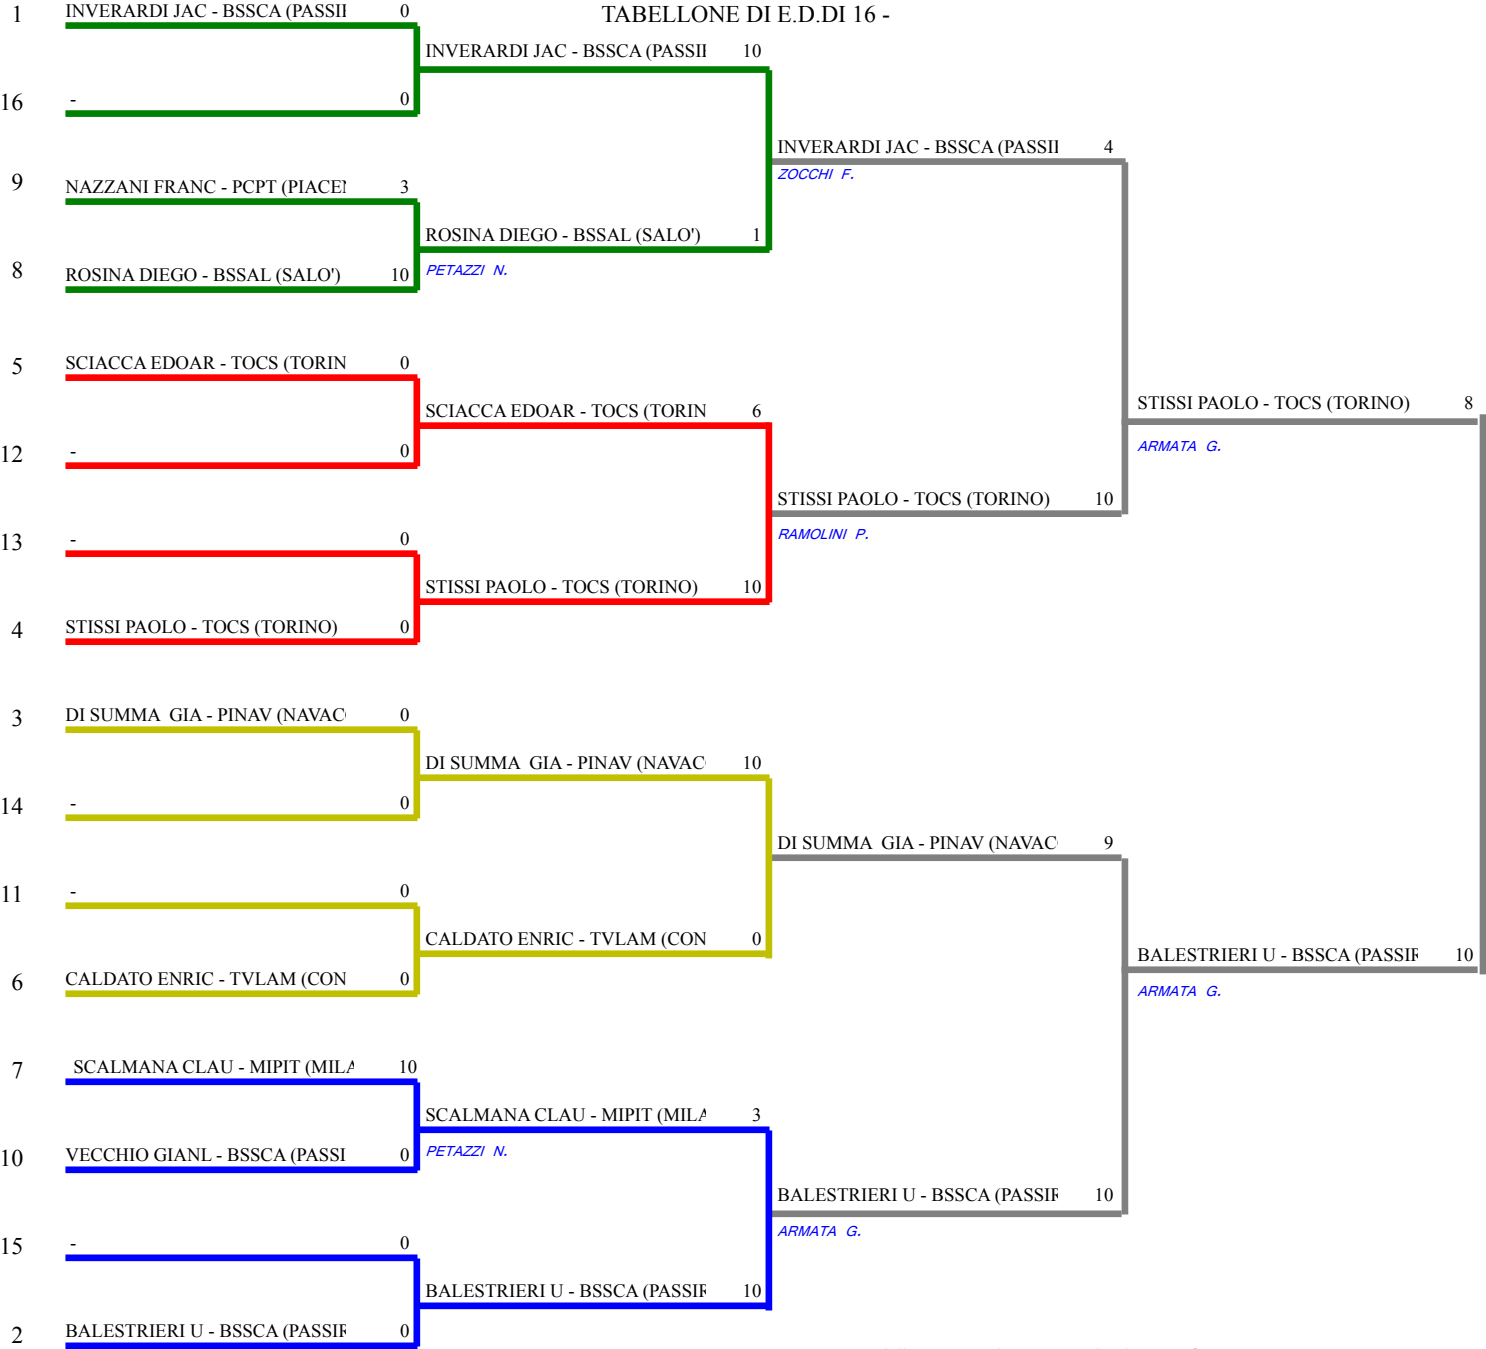 TABELLONE DI E.D.DI 16 -
1 INVERARDI JAC - BSSCA (PASSII 0
INVERARDI JAC - BSSCA (PASSII 10
16 - 0
INVERARDI JAC - BSSCA (PASSII 4
ZOCCHI F.
9 NAZZANI FRANC - PCPT (PIACEN 3
ROSINA DIEGO - BSSAL (SALO') 1
PETAZZI N.
8 ROSINA DIEGO - BSSAL (SALO') 10
5 SCIACCA EDOAR - TOCS (TORIN 0
STISSI PAOLO - TOCS (TORINO) 8
ARMATA G.
SCIACCA EDOAR - TOCS (TORIN 6
12 - 0
STISSI PAOLO - TOCS (TORINO) 10
RAMOLINI P.
13 - 0
STISSI PAOLO - TOCS (TORINO) 10
4 STISSI PAOLO - TOCS (TORINO) 0
3 DI SUMMA GIA - PINAV (NAVAC 0
DI SUMMA GIA - PINAV (NAVAC 10
14 - 0
DI SUMMA GIA - PINAV (NAVAC 9
11 - 0
CALDATO ENRIC - TVLAM (CON 0
BALESTRIERI U - BSSCA (PASSIR 10
ARMATA G.
6 CALDATO ENRIC - TVLAM (CON 0
7 SCALMANA CLAU - MIPIT (MILA 10
SCALMANA CLAU - MIPIT (MILA 3
PETAZZI N.
10 VECCHIO GIANL - BSSCA (PASSI 0
BALESTRIERI U - BSSCA (PASSIR 10
ARMATA G.
15 - 0
BALESTRIERI U - BSSCA (PASSIR 10
2 BALESTRIERI U - BSSCA (PASSIR 0